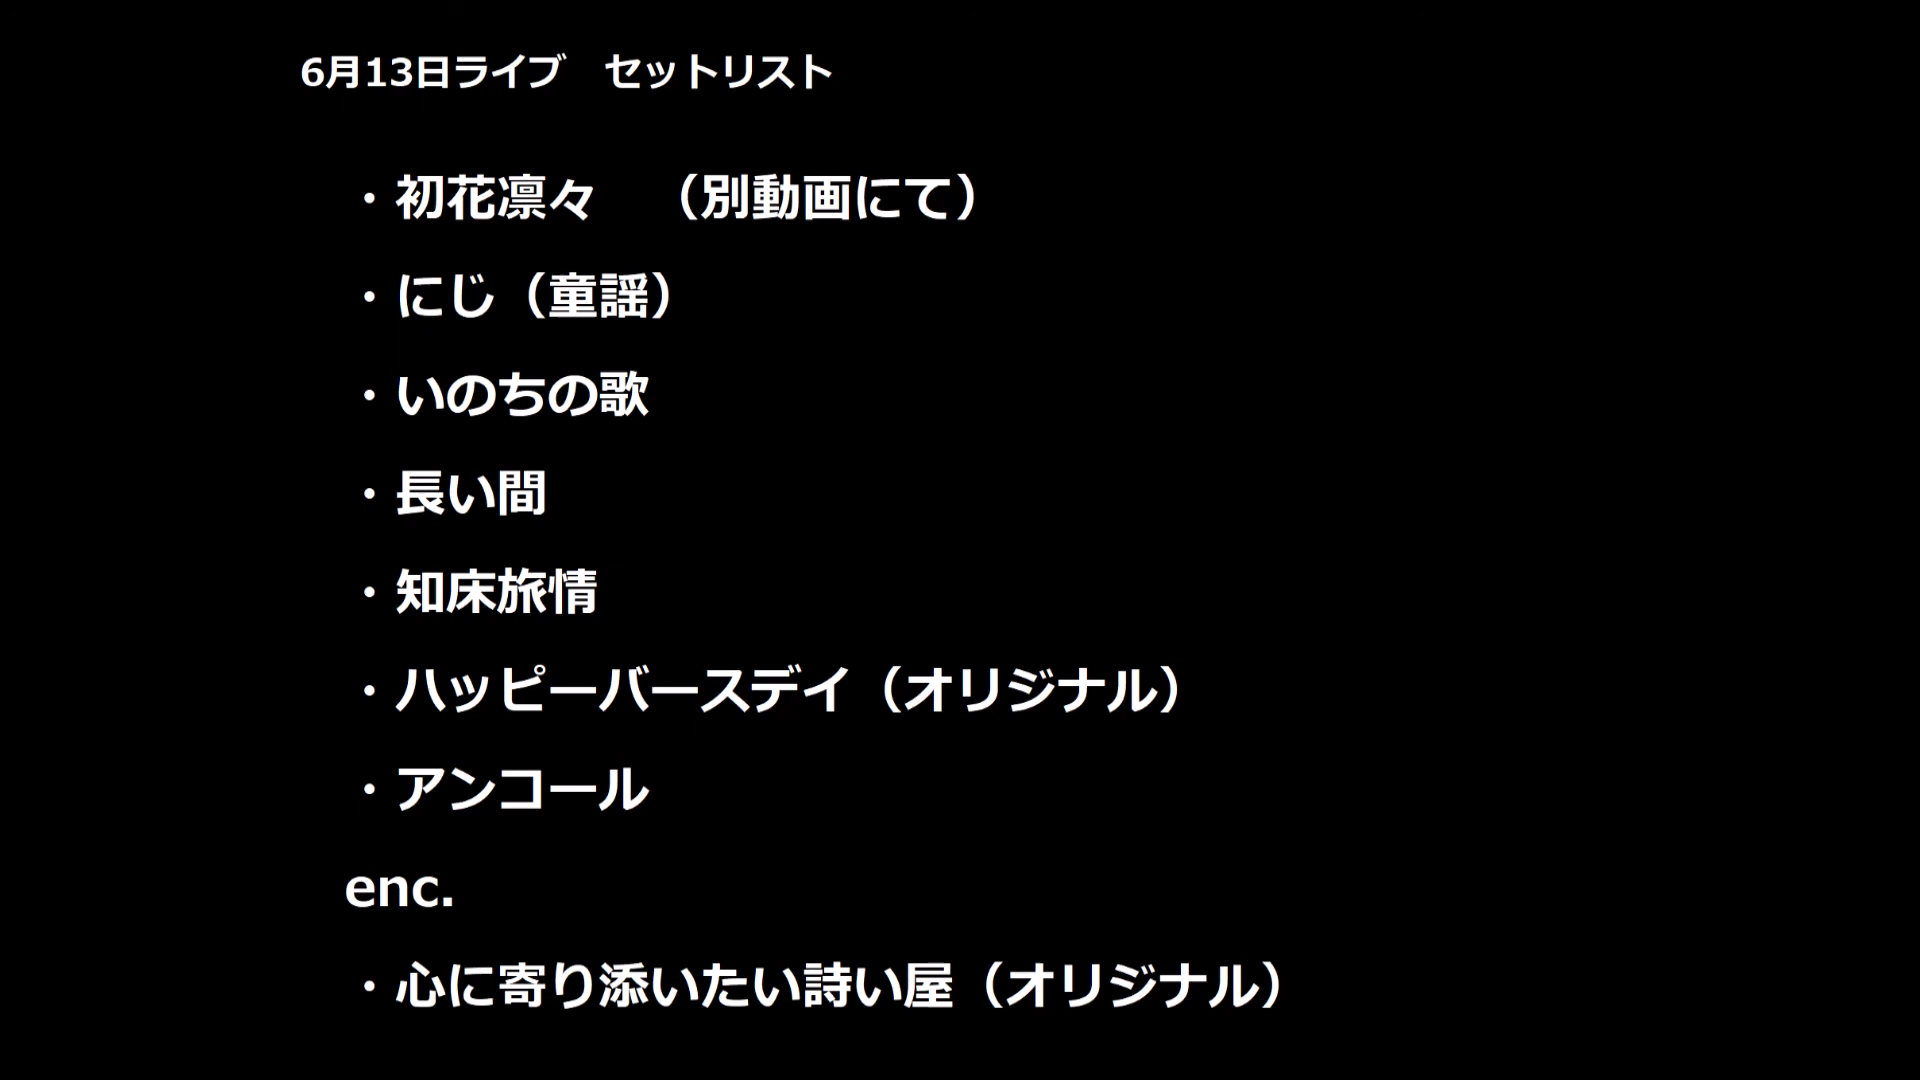 6月13日ライブ　セットリスト
・初花凛々　（別動画にて）
・にじ（童謡）
・いのちの歌
・長い間
・知床旅情
・ハッピーバースデイ（オリジナル）
・アンコール
enc.
・心に寄り添いたい詩い屋（オリジナル）